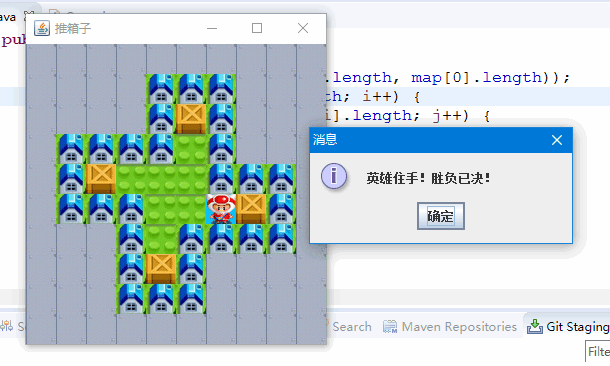 ava
推箱子
pub
.length, map[0].length));
th; i++) {
i].length; j++) {
消息
英雄住手！胜负已决！
确定
Search
Maven Repositories
Git Staging
Filte